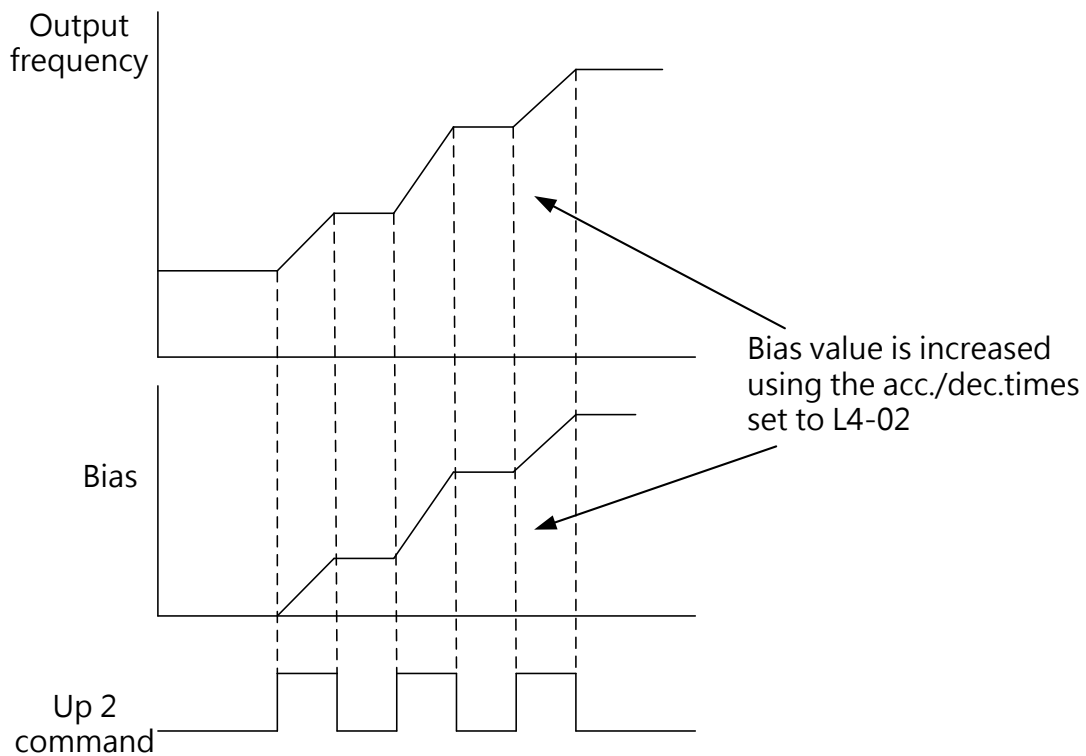 Output
frequency
Bias value is increased
using the acc./dec.times
set to L4-02
Bias
Up 2
command